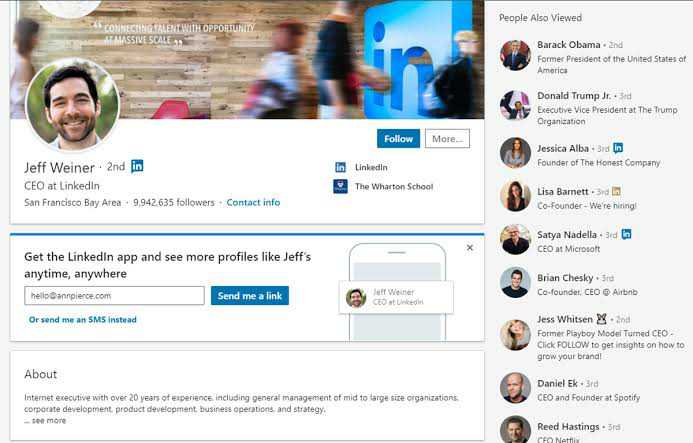 "CONNECTING TALENT WITH OPPORTUNITY
AT MASSIVE SCALE"
in
Jeff Weiner · 2nd in
CEO at LinkedIn
San Francisco Bay Area · 9,942,635 followers · Contact info
Follow
More...
in LinkedIn
The Wharton School
Get the LinkedIn app and see more profiles like Jeff's
anytime, anywhere
hello@annpierce.com
Send me a link
Or send me an SMS instead
Jeff Weiner
CEO at LinkedIn
About
Internet executive with over 20 years of experience, including general management of mid to large size organizations,
corporate development, product development, business operations, and strategy.
... see more
People Also Viewed
Barack Obama • 2nd
Former President of the United States of
America
Donald Trump Jr. • 3rd
Executive Vice President at The Trump
Organization
Jessica Alba • 3rd in
Founder of The Honest Company
Lisa Barnett • 3rd in
Co-Founder - We're hiring!
Satya Nadella • 3rd in
CEO at Microsoft
Brian Chesky • 3rd
Co-founder, CEO @ Airbnb
Jess Whitsen • 2nd
Former Playboy Model Turned CEO -
Click FOLLOW to get insights on how to
grow your brand!
Daniel Ek • 3rd
CEO and Founder at Spotify
Reed Hastings • 3rd
CEO Netflix